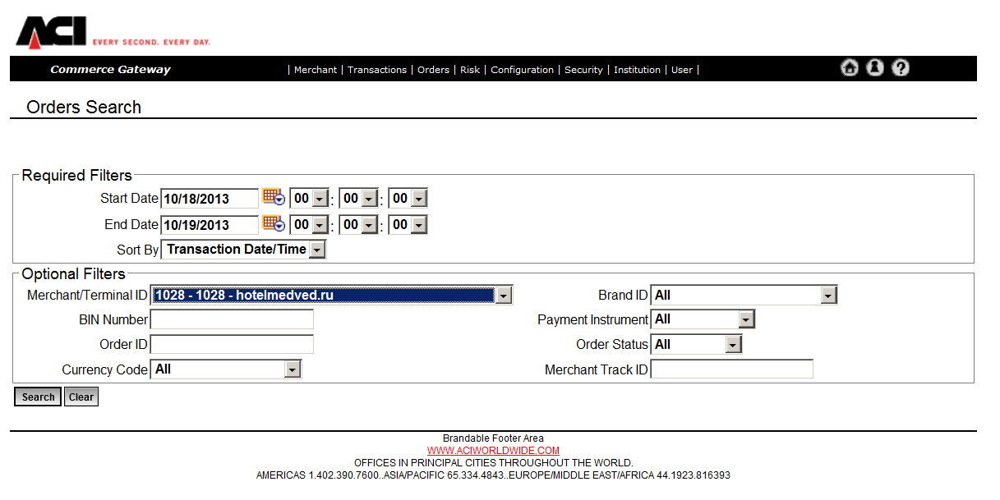 ACI EVERY SECOND. EVERY DAY.
Commerce Gateway | Merchant | Transactions | Orders | Risk | Configuration | Security | Institution | User |
Orders Search
Required Filters
Start Date 10/18/2013 00 : 00 : 00
End Date 10/19/2013 00 : 00 : 00
Sort By Transaction Date/Time
Optional Filters
Merchant/Terminal ID 1028 - 1028 - hotelmedved.ru Brand ID All
BIN Number Payment Instrument All
Order ID Order Status All
Currency Code All Merchant Track ID
Search Clear
Brandable Footer Area
WWW.ACIWORLDWIDE.COM
OFFICES IN PRINCIPAL CITIES THROUGHOUT THE WORLD.
AMERICAS 1.402.390.7600..ASIA/PACIFIC 65.334.4843..EUROPE/MIDDLE EAST/AFRICA 44.1923.816393